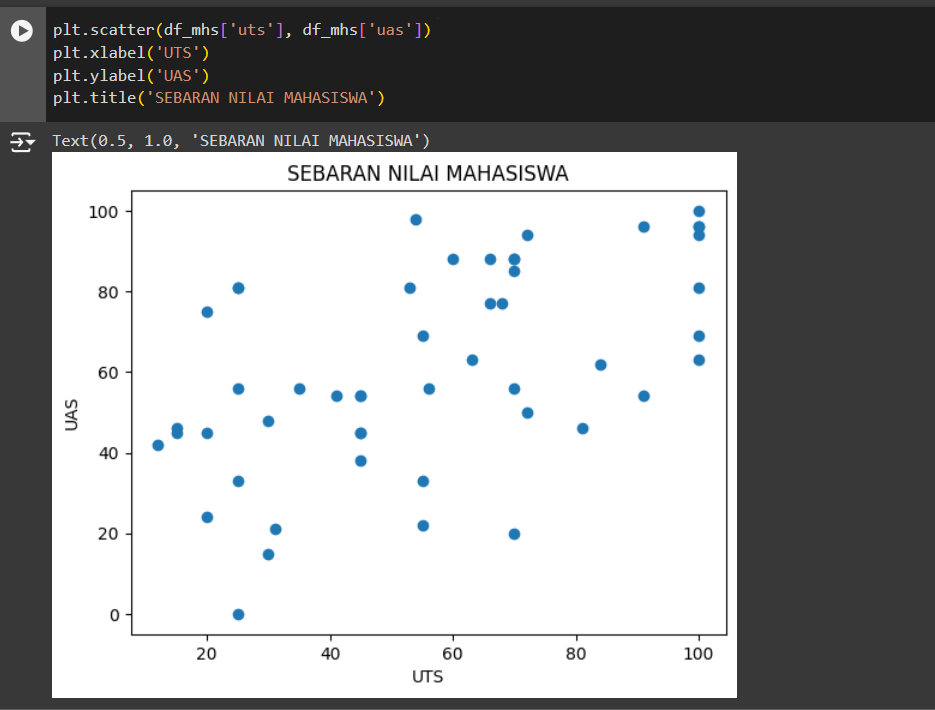 plt.scatter(df_mhs['uts'], df_mhs['uas'])
plt.xlabel('UTS')
plt.ylabel('UAS')
plt.title('SEBARAN NILAI MAHASISWA')
Text(0.5, 1.0, 'SEBARAN NILAI MAHASISWA')
SEBARAN NILAI MAHASISWA
100
80
60
40
20
0
UAS
20 40 60 80 100
UTS